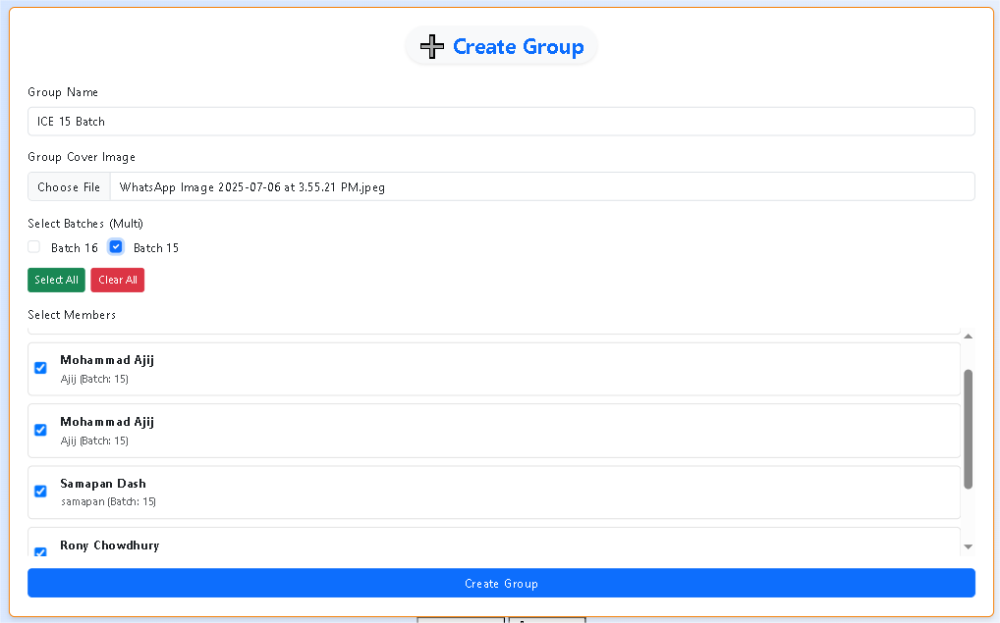 Create Group
Group Name
ICE 15 Batch
Group Cover Image
Choose File WhatsApp Image 2025-07-06 at 3.55.21 PM.jpeg
Select Batches (Multi)
Batch 16 Batch 15
Select All Clear All
Select Members
Mohammad Ajij
Ajij (Batch: 15)
Mohammad Ajij
Ajij (Batch: 15)
Samapan Dash
samapan (Batch: 15)
Rony Chowdhury
Create Group